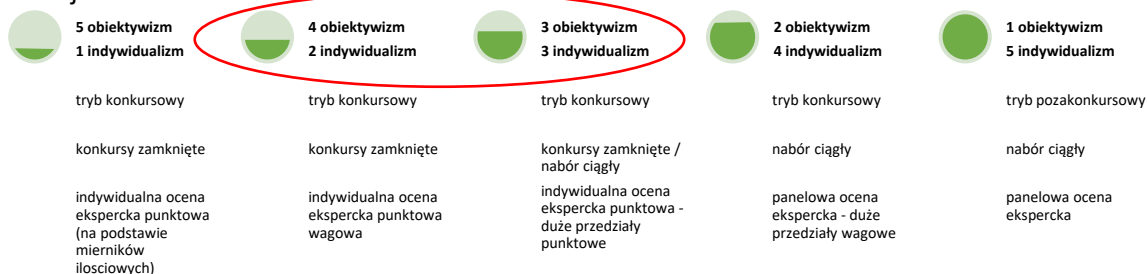 5 obiektywizm
1 indywidualizm
4 obiektywizm
2 indywidualizm
3 obiektywizm
3 indywidualizm
2 obiektywizm
4 indywidualizm
1 obiektywizm
5 indywidualizm
tryb konkursowy
tryb konkursowy
tryb konkursowy
tryb konkursowy
tryb pozakonkursowy
konkursy zamknięte
konkursy zamknięte
konkursy zamknięte /
nabór ciągły
nabór ciągły
nabór ciągły
indywidualna ocena
ekspercka punktowa
(na podstawie
mierników
ilosciowych)
indywidualna ocena
ekspercka punktowa
wagowa
indywidualna ocena
ekspercka punktowa -
duże przedziały
punktowe
panelowa ocena
ekspercka - duże
przedziały wagowe
panelowa ocena
ekspercka